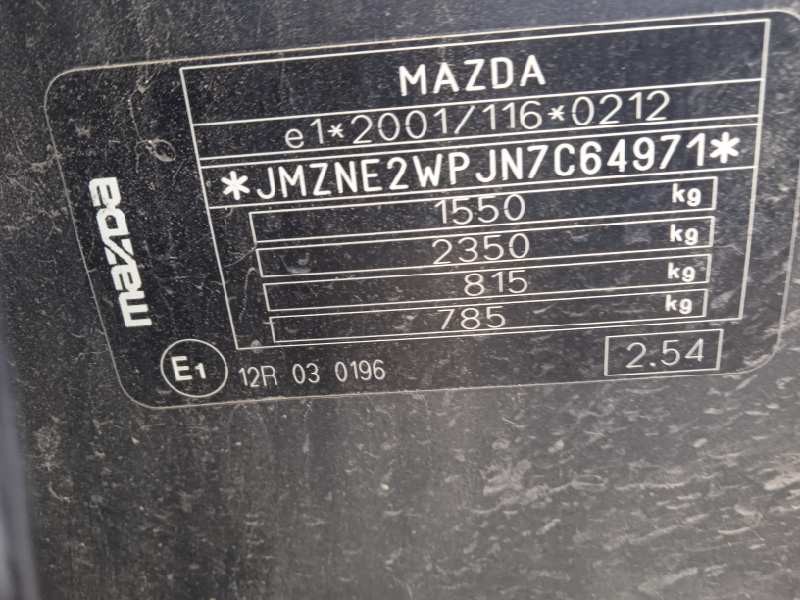 MAZDA
e1*2001/116*0212
*JMZNE2WPJN7C64971*
1550 kg
2350 kg
815 kg
785 kg
mazda
E1 12R 03 0196
2.54